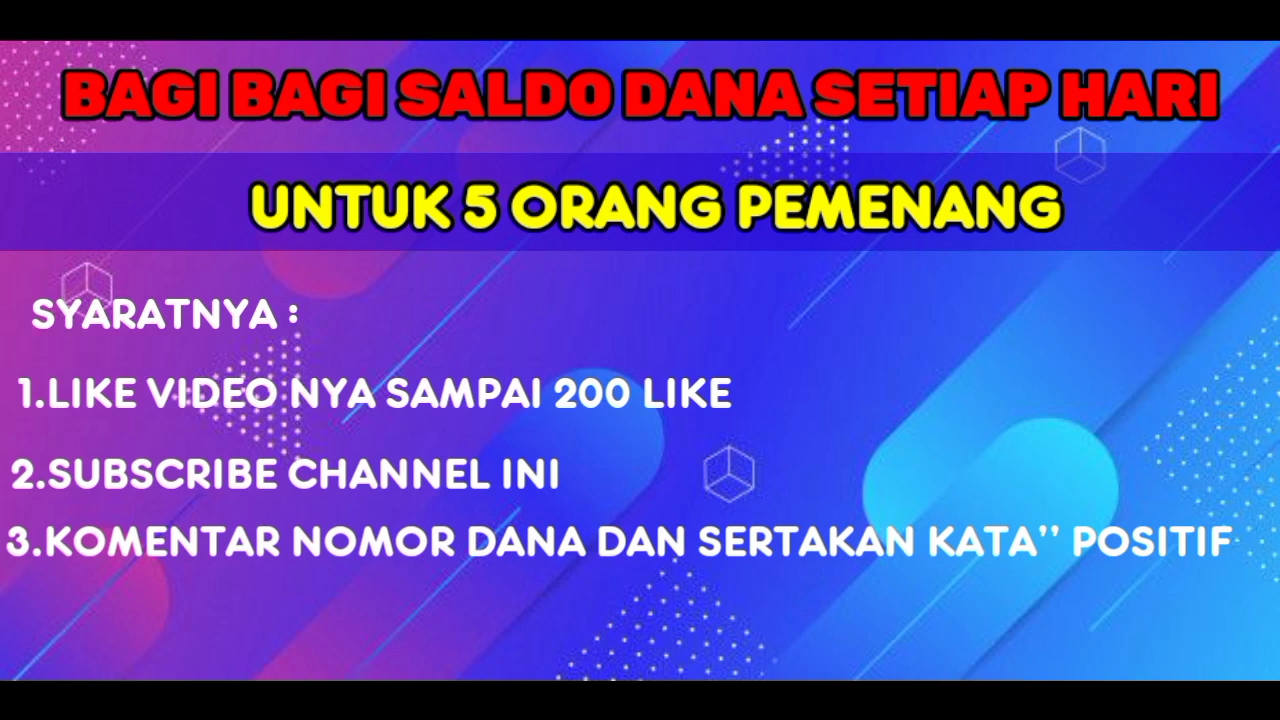 BAGI BAGI SALDO DANA SETIAP HARI
UNTUK 5 ORANG PEMENANG
SYARATNYA :
1.LIKE VIDEO NYA SAMPAI 200 LIKE
2.SUBSCRIBE CHANNEL INI
3.KOMENTAR NOMOR DANA DAN SERTAKAN KATA'' POSITIF